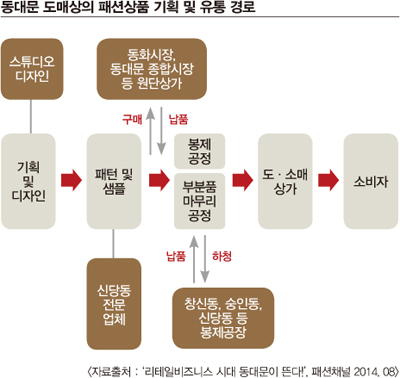 동대문 도매상의 패션상품 기획 및 유통 경로
스튜디오
디자인
동화시장,
동대문 종합시장
등 원단상가
구매
납품
기획
및
디자인
패턴 및
샘플
봉제
공정
부분품
마무리
공정
도 · 소매
상가
소비자
납품
하청
신당동
전문
업체
창신동, 숭인동,
신당동 등
봉제공장
<자료출처 : ‘리테일비즈니스 시대 동대문이 뜬다!’, 패션채널 2014. 08>